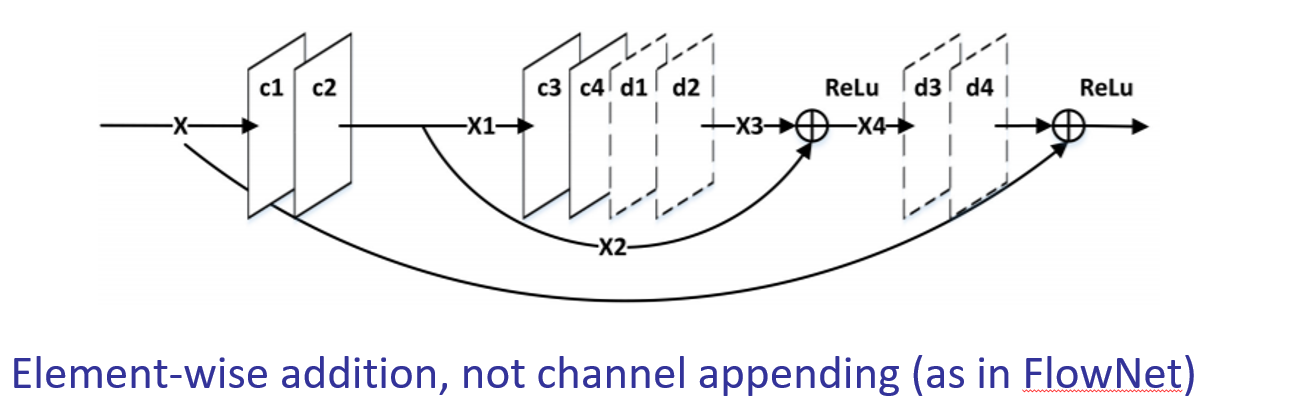 c1 c2 c3 c4 d1 d2 ReLu d3 d4 ReLu
X X1 X3 X4
X2
Element-wise addition, not channel appending (as in FlowNet)